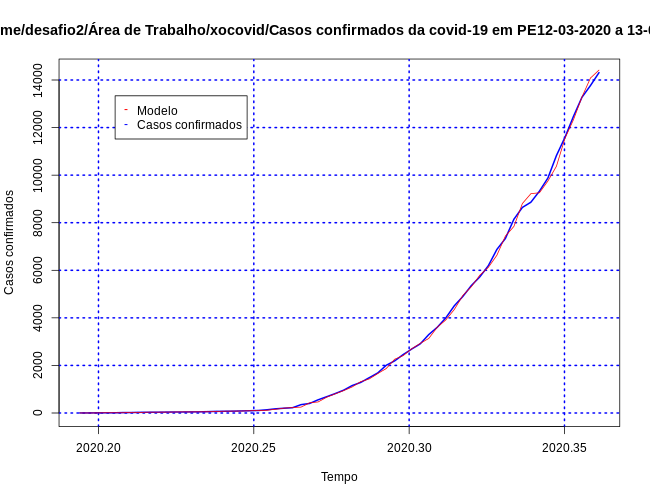 me/desafio2/Área de Trabalho/xocovid/Casos confirmados da covid-19 em PE12-03-2020 a 13-0
14000
12000
10000
8000
6000
4000
2000
0
Casos confirmados
- Modelo
- Casos confirmados
2020.20 2020.25 2020.30 2020.35
Tempo